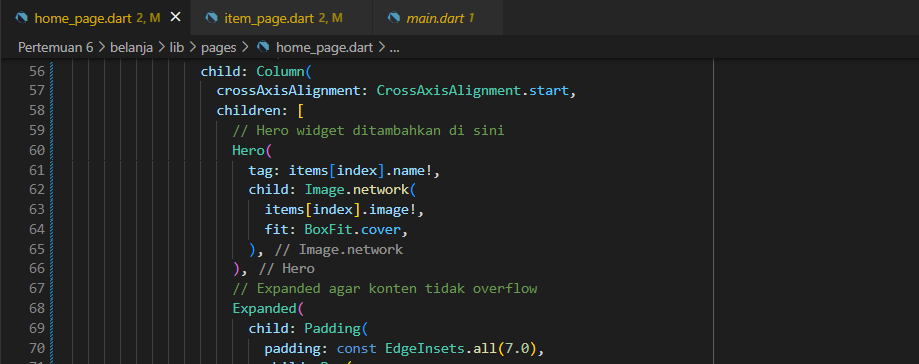 home_page.dart 2, M × item_page.dart 2, M main.dart 1
Pertemuan 6 > belanja > lib > pages > home_page.dart > ...
56 child: Column(
57 crossAxisAlignment: CrossAxisAlignment.start,
58 children: [
59 // Hero widget ditambahkan di sini
60 Hero(
61 tag: items[index].name!,
62 child: Image.network(
63 items[index].image!,
64 fit: BoxFit.cover,
65 ), // Image.network
66 ), // Hero
67 // Expanded agar konten tidak overflow
68 Expanded(
69 child: Padding(
70 padding: const EdgeInsets.all(7.0),